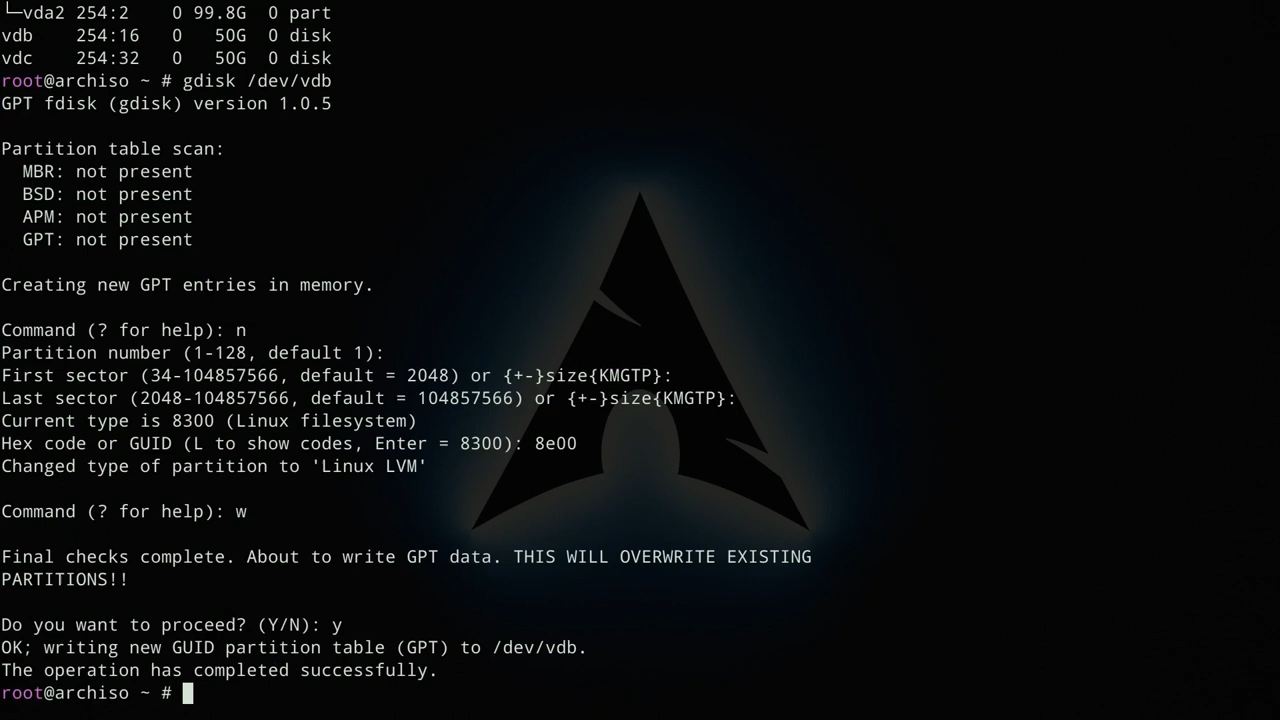 └─vda2 254:2    0 99.8G  0 part
vdb    254:16   0   50G  0 disk
vdc    254:32   0   50G  0 disk
root@archiso ~ # gdisk /dev/vdb
GPT fdisk (gdisk) version 1.0.5
Partition table scan:
  MBR: not present
  BSD: not present
  APM: not present
  GPT: not present
Creating new GPT entries in memory.
Command (? for help): n
Partition number (1-128, default 1):
First sector (34-104857566, default = 2048) or {+-}size{KMGTP}:
Last sector (2048-104857566, default = 104857566) or {+-}size{KMGTP}:
Current type is 8300 (Linux filesystem)
Hex code or GUID (L to show codes, Enter = 8300): 8e00
Changed type of partition to 'Linux LVM'
Command (? for help): w
Final checks complete. About to write GPT data. THIS WILL OVERWRITE EXISTING
PARTITIONS!!
Do you want to proceed? (Y/N): y
OK; writing new GUID partition table (GPT) to /dev/vdb.
The operation has completed successfully.
root@archiso ~ #